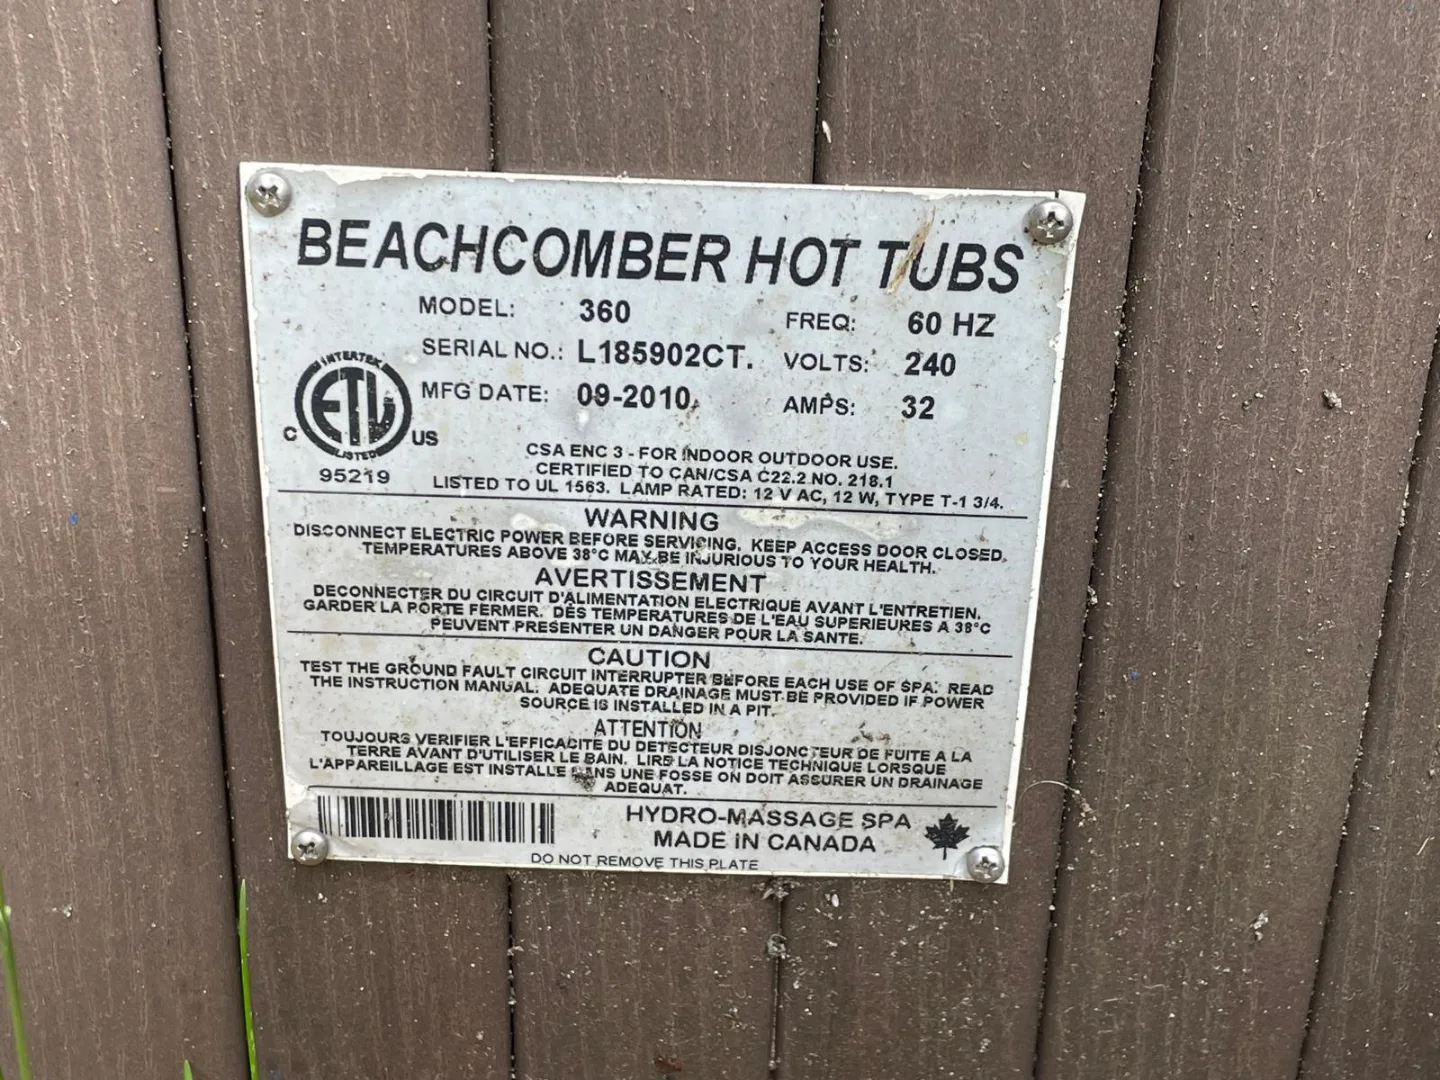 BEACHCOMBER HOT TUBS
MODEL: 360 FREQ: 60 HZ
SERIAL NO.: L185902CT. VOLTS: 240
MFG DATE: 09-2010 AMPS: 32
INTERTEK
ETL
LISTED
C US
95219
CSA ENC 3 - FOR INDOOR OUTDOOR USE.
CERTIFIED TO CAN/CSA C22.2 NO. 218.1
LISTED TO UL 1563. LAMP RATED: 12 V AC, 12 W, TYPE T-1 3/4.
WARNING
DISCONNECT ELECTRIC POWER BEFORE SERVICING. KEEP ACCESS DOOR CLOSED.
TEMPERATURES ABOVE 38°C MAY BE INJURIOUS TO YOUR HEALTH.
AVERTISSEMENT
DECONNECTER DU CIRCUIT D'ALIMENTATION ELECTRIQUE AVANT L'ENTRETIEN.
GARDER LA PORTE FERMER. DES TEMPERATURES DE L'EAU SUPERIEURES A 38°C
PEUVENT PRESENTER UN DANGER POUR LA SANTE.
CAUTION
TEST THE GROUND FAULT CIRCUIT INTERRUPTER BEFORE EACH USE OF SPA. READ
THE INSTRUCTION MANUAL. ADEQUATE DRAINAGE MUST BE PROVIDED IF POWER
SOURCE IS INSTALLED IN A PIT.
ATTENTION
TOUJOURS VERIFIER L'EFFICACITE DU DETECTEUR DISJONCTEUR DE FUITE A LA
TERRE AVANT D'UTILISER LE BAIN. LIRE LA NOTICE TECHNIQUE LORSQUE
L'APPAREILLAGE EST INSTALLE DANS UNE FOSSE ON DOIT ASSURER UN DRAINAGE
ADEQUAT.
HYDRO-MASSAGE SPA
MADE IN CANADA
DO NOT REMOVE THIS PLATE